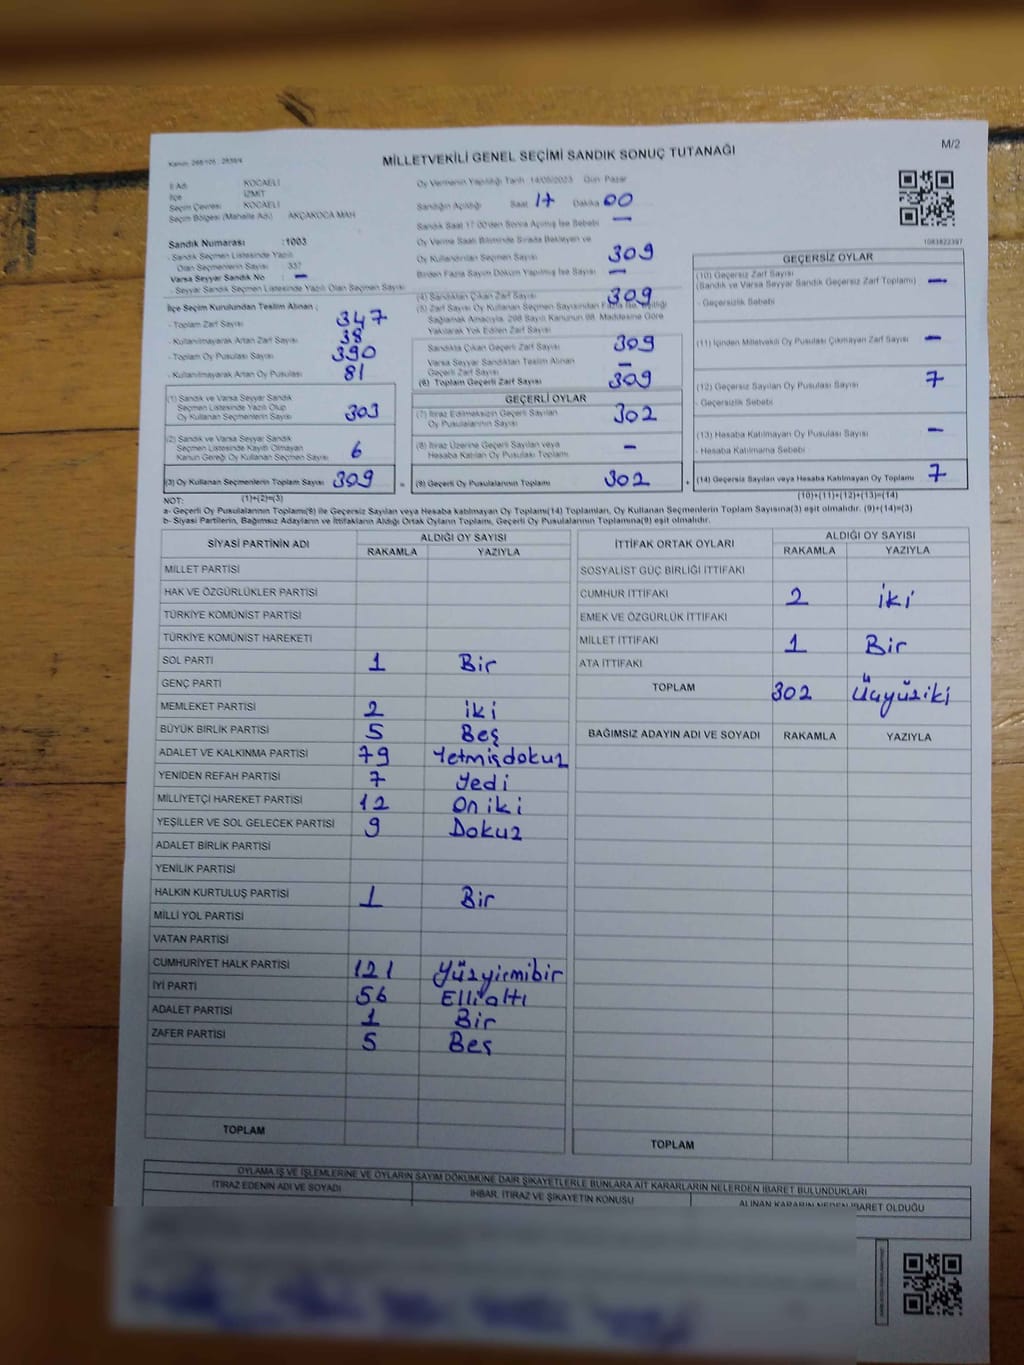 M/2
MİLLETVEKİLİ GENEL SEÇİMİ SANDIK SONUÇ TUTANAĞI
İl Adı KOCAELİ
İlçe İZMİT
Seçim Çevresi KOCAELİ
Seçim Bölgesi (Mahalle Adı) AKÇAKOCA MAH
Sandık Numarası :1003
- Sandık Seçmen Listesinde Yazılı
Olan Seçmenlerin Sayısı : 337
Varsa Seyyar Sandık No : -
- Seyyar Sandık Seçmen Listesinde Yazılı Olan Seçmen Sayısı
İlçe Seçim Kurulundan Teslim Alınan ;
- Toplam Zarf Sayısı 347
- Kullanılmayarak Artan Zarf Sayısı 38
- Toplam Oy Pusulası Sayısı 390
- Kullanılmayarak Artan Oy Pusulası 81
(1) Sandık ve Varsa Seyyar Sandık
Seçmen Listesinde Yazılı Olup
Oy Kullanan Seçmenlerin Sayısı 303
(2) Sandık ve Varsa Seyyar Sandık
Seçmen Listesinde Kayıtlı Olmayan
Kanun Gereği Oy Kullanan Seçmen Sayısı 6
(3) Oy Kullanan Seçmenlerin Toplam Sayısı 309
Oy Vermenin Yapıldığı Tarih :14/05/2023 Gün: Pazar
Sandığın Açıldığı Saat 17 Dakika 00
Sandık Saat 17:00'den Sonra Açılmış İse Sebebi -
Oy Verme Saati Bitiminde Sırada Bekleyen ve
Oy Kullandırılan Seçmen Sayısı 309
Birden Fazla Sayım Döküm Yapılmış İse Sayısı -
(4) Sandıktan Çıkan Zarf Sayısı 309
(5) Zarf Sayısı Oy Kullanan Seçmen Sayısından Fazla İse, Eşitliği
Sağlamak Amacıyla, 298 Sayılı Kanunun 98. Maddesine Göre
Yakılarak Yok Edilen Zarf Sayısı
Sandıkta Çıkan Geçerli Zarf Sayısı 309
Varsa Seyyar Sandıktan Teslim Alınan
Geçerli Zarf Sayısı -
(6) Toplam Geçerli Zarf Sayısı 309
GEÇERLİ OYLAR
(7) İtiraz Edilmeksizin Geçerli Sayılan
Oy Pusulalarının Sayısı 302
(8) İtiraz Üzerine Geçerli Sayılan veya
Hesaba Katılan Oy Pusulası Toplamı -
= (9) Geçerli Oy Pusulalarının Toplamı 302
1083822397
GEÇERSİZ OYLAR
(10) Geçersiz Zarf Sayısı
(Sandık ve Varsa Seyyar Sandık Geçersiz Zarf Toplamı) -
- Geçersizlik Sebebi
(11) İçinden Milletvekili Oy Pusulası Çıkmayan Zarf Sayısı -
(12) Geçersiz Sayılan Oy Pusulası Sayısı 7
- Geçersizlik Sebebi
(13) Hesaba Katılmayan Oy Pusulası Sayısı -
- Hesaba Katılmama Sebebi
+ (14) Geçersiz Sayılan veya Hesaba Katılmayan Oy Toplamı 7
NOT: (1)+(2)=(3) (10)+(11)+(12)+(13)=(14)
a- Geçerli Oy Pusulalarının Toplamı(9) ile Geçersiz Sayılan veya Hesaba katılmayan Oy Toplamı(14) Toplamları, Oy Kullanan Seçmenlerin Toplam Sayısına(3) eşit olmalıdır. (9)+(14)=(3)
b- Siyasi Partilerin, Bağımsız Adayların ve İttifakların Aldığı Ortak Oyların Toplamı, Geçerli Oy Pusulalarının Toplamına(9) eşit olmalıdır.
SİYASİ PARTİNİN ADI ALDIĞI OY SAYISI
RAKAMLA YAZIYLA
MİLLET PARTİSİ
HAK VE ÖZGÜRLÜKLER PARTİSİ
TÜRKİYE KOMÜNİST PARTİSİ
TÜRKİYE KOMÜNİST HAREKETİ
SOL PARTİ 1 Bir
GENÇ PARTİ
MEMLEKET PARTİSİ 2 iki
BÜYÜK BİRLİK PARTİSİ 5 Beş
ADALET VE KALKINMA PARTİSİ 79 Yetmişdokuz
YENİDEN REFAH PARTİSİ 7 Yedi
MİLLİYETÇİ HAREKET PARTİSİ 12 On iki
YEŞİLLER VE SOL GELECEK PARTİSİ 9 Dokuz
ADALET BİRLİK PARTİSİ
YENİLİK PARTİSİ
HALKIN KURTULUŞ PARTİSİ 1 Bir
MİLLİ YOL PARTİSİ
VATAN PARTİSİ
CUMHURİYET HALK PARTİSİ 121 Yüzyirmibir
İYİ PARTİ 56 Elli altı
ADALET PARTİSİ 1 Bir
ZAFER PARTİSİ 5 Beş
TOPLAM
İTTİFAK ORTAK OYLARI ALDIĞI OY SAYISI
RAKAMLA YAZIYLA
SOSYALİST GÜÇ BİRLİĞİ İTTİFAKI
CUMHUR İTTİFAKI 2 iki
EMEK VE ÖZGÜRLÜK İTTİFAKI
MİLLET İTTİFAKI 1 Bir
ATA İTTİFAKI
TOPLAM 302 Üçyüziki
BAĞIMSIZ ADAYIN ADI VE SOYADI RAKAMLA YAZIYLA
TOPLAM
OYLAMA İŞ VE İŞLEMLERİNE VE OYLARIN SAYIM DÖKÜMÜNE DAİR ŞİKAYETLERLE BUNLARA AİT KARARLARIN NELERDEN İBARET BULUNDUKLARI
İTİRAZ EDENİN ADI VE SOYADI İHBAR, İTİRAZ VE ŞİKAYETİN KONUSU ALINAN KARARIN NEDEN İBARET OLDUĞU